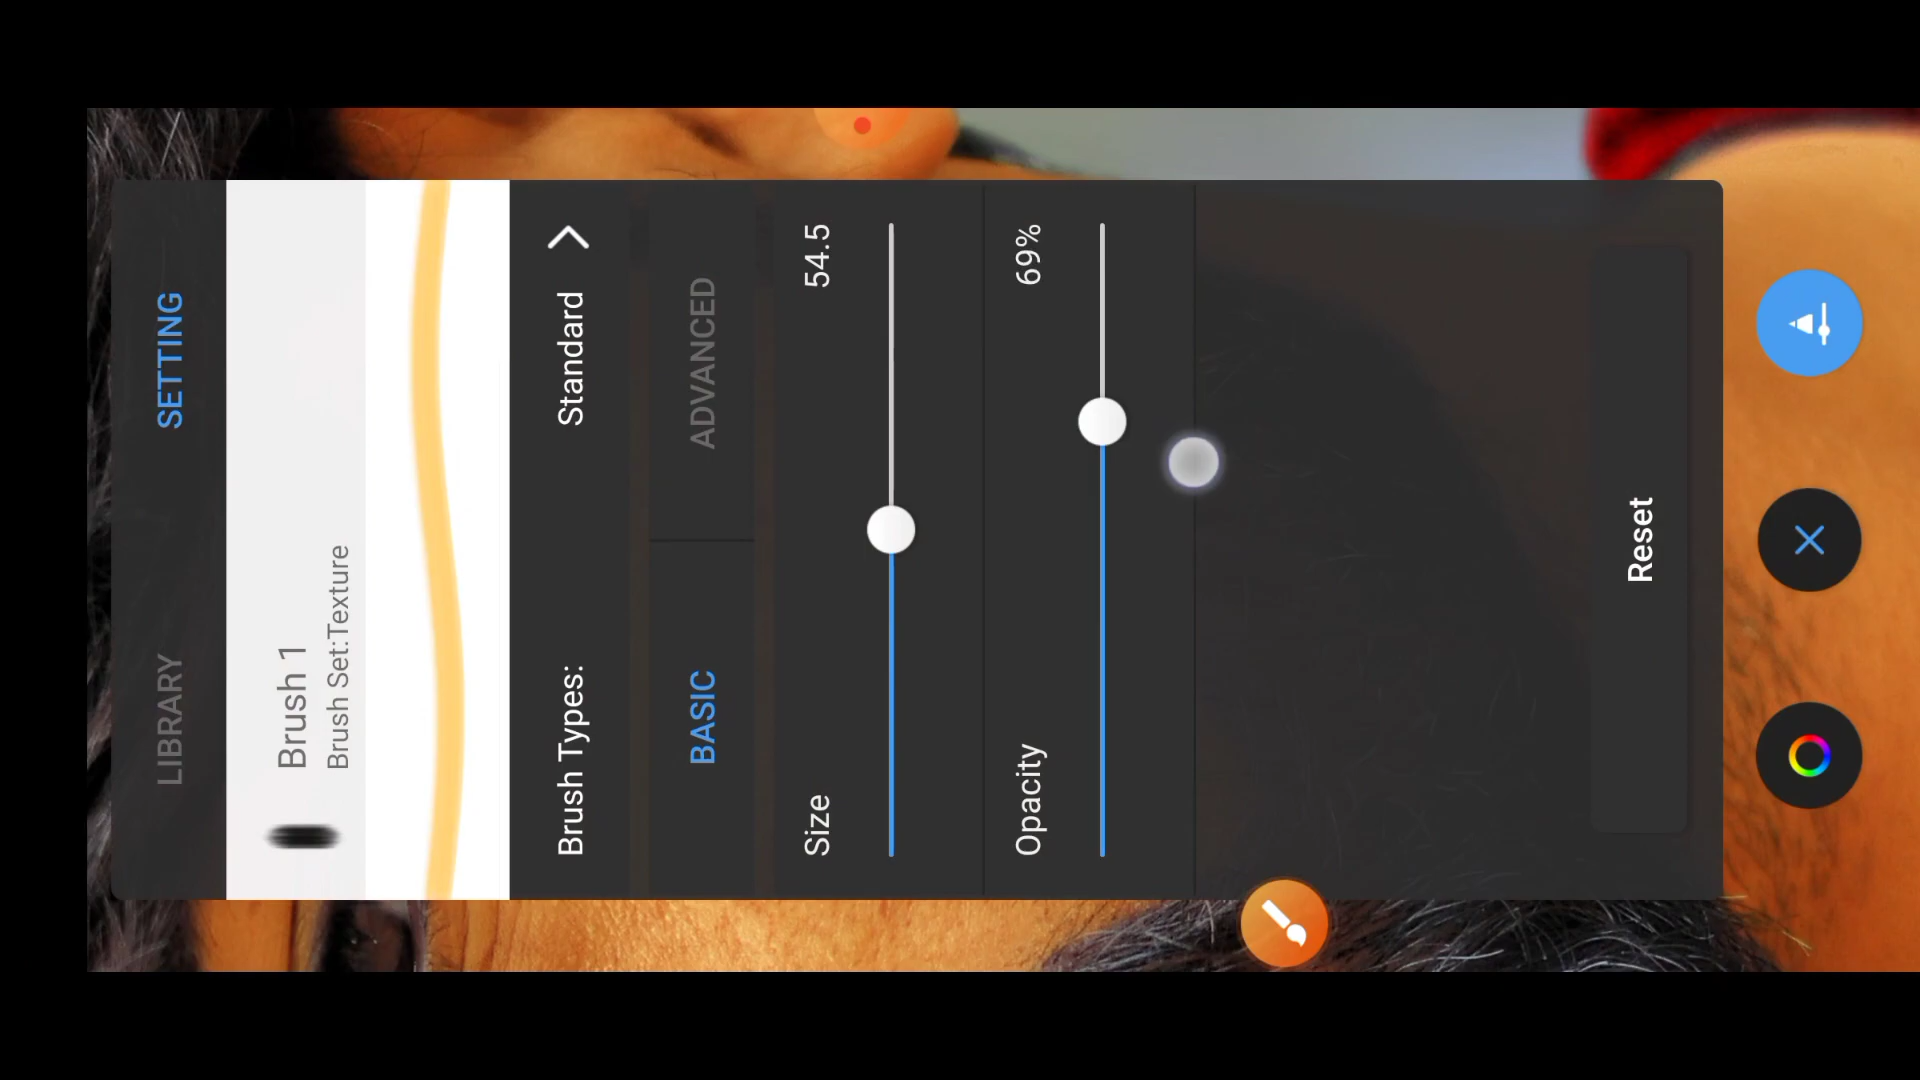 LIBRARY SETTING
Brush 1
Brush Set:Texture
Brush Types: Standard
BASIC ADVANCED
Size 54.5
Opacity 69%
Reset